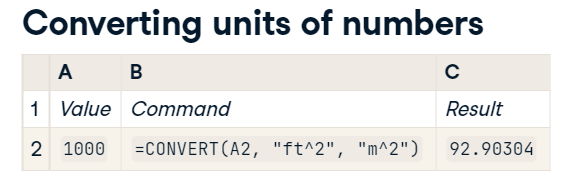 Converting units of numbers
A B C
1 Value Command Result
2 1000 =CONVERT(A2, "ft^2", "m^2") 92.90304